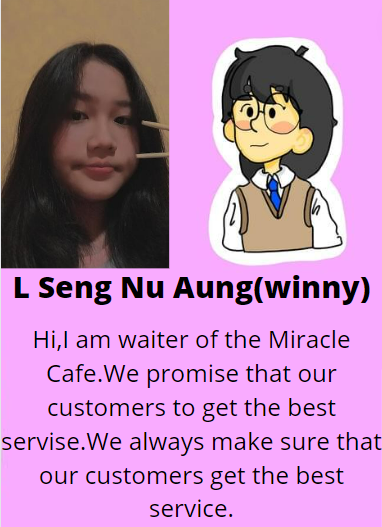 L Seng Nu Aung(winny)
Hi,I am waiter of the Miracle
Cafe.We promise that our
customers to get the best
servise.We always make sure that
our customers get the best
service.